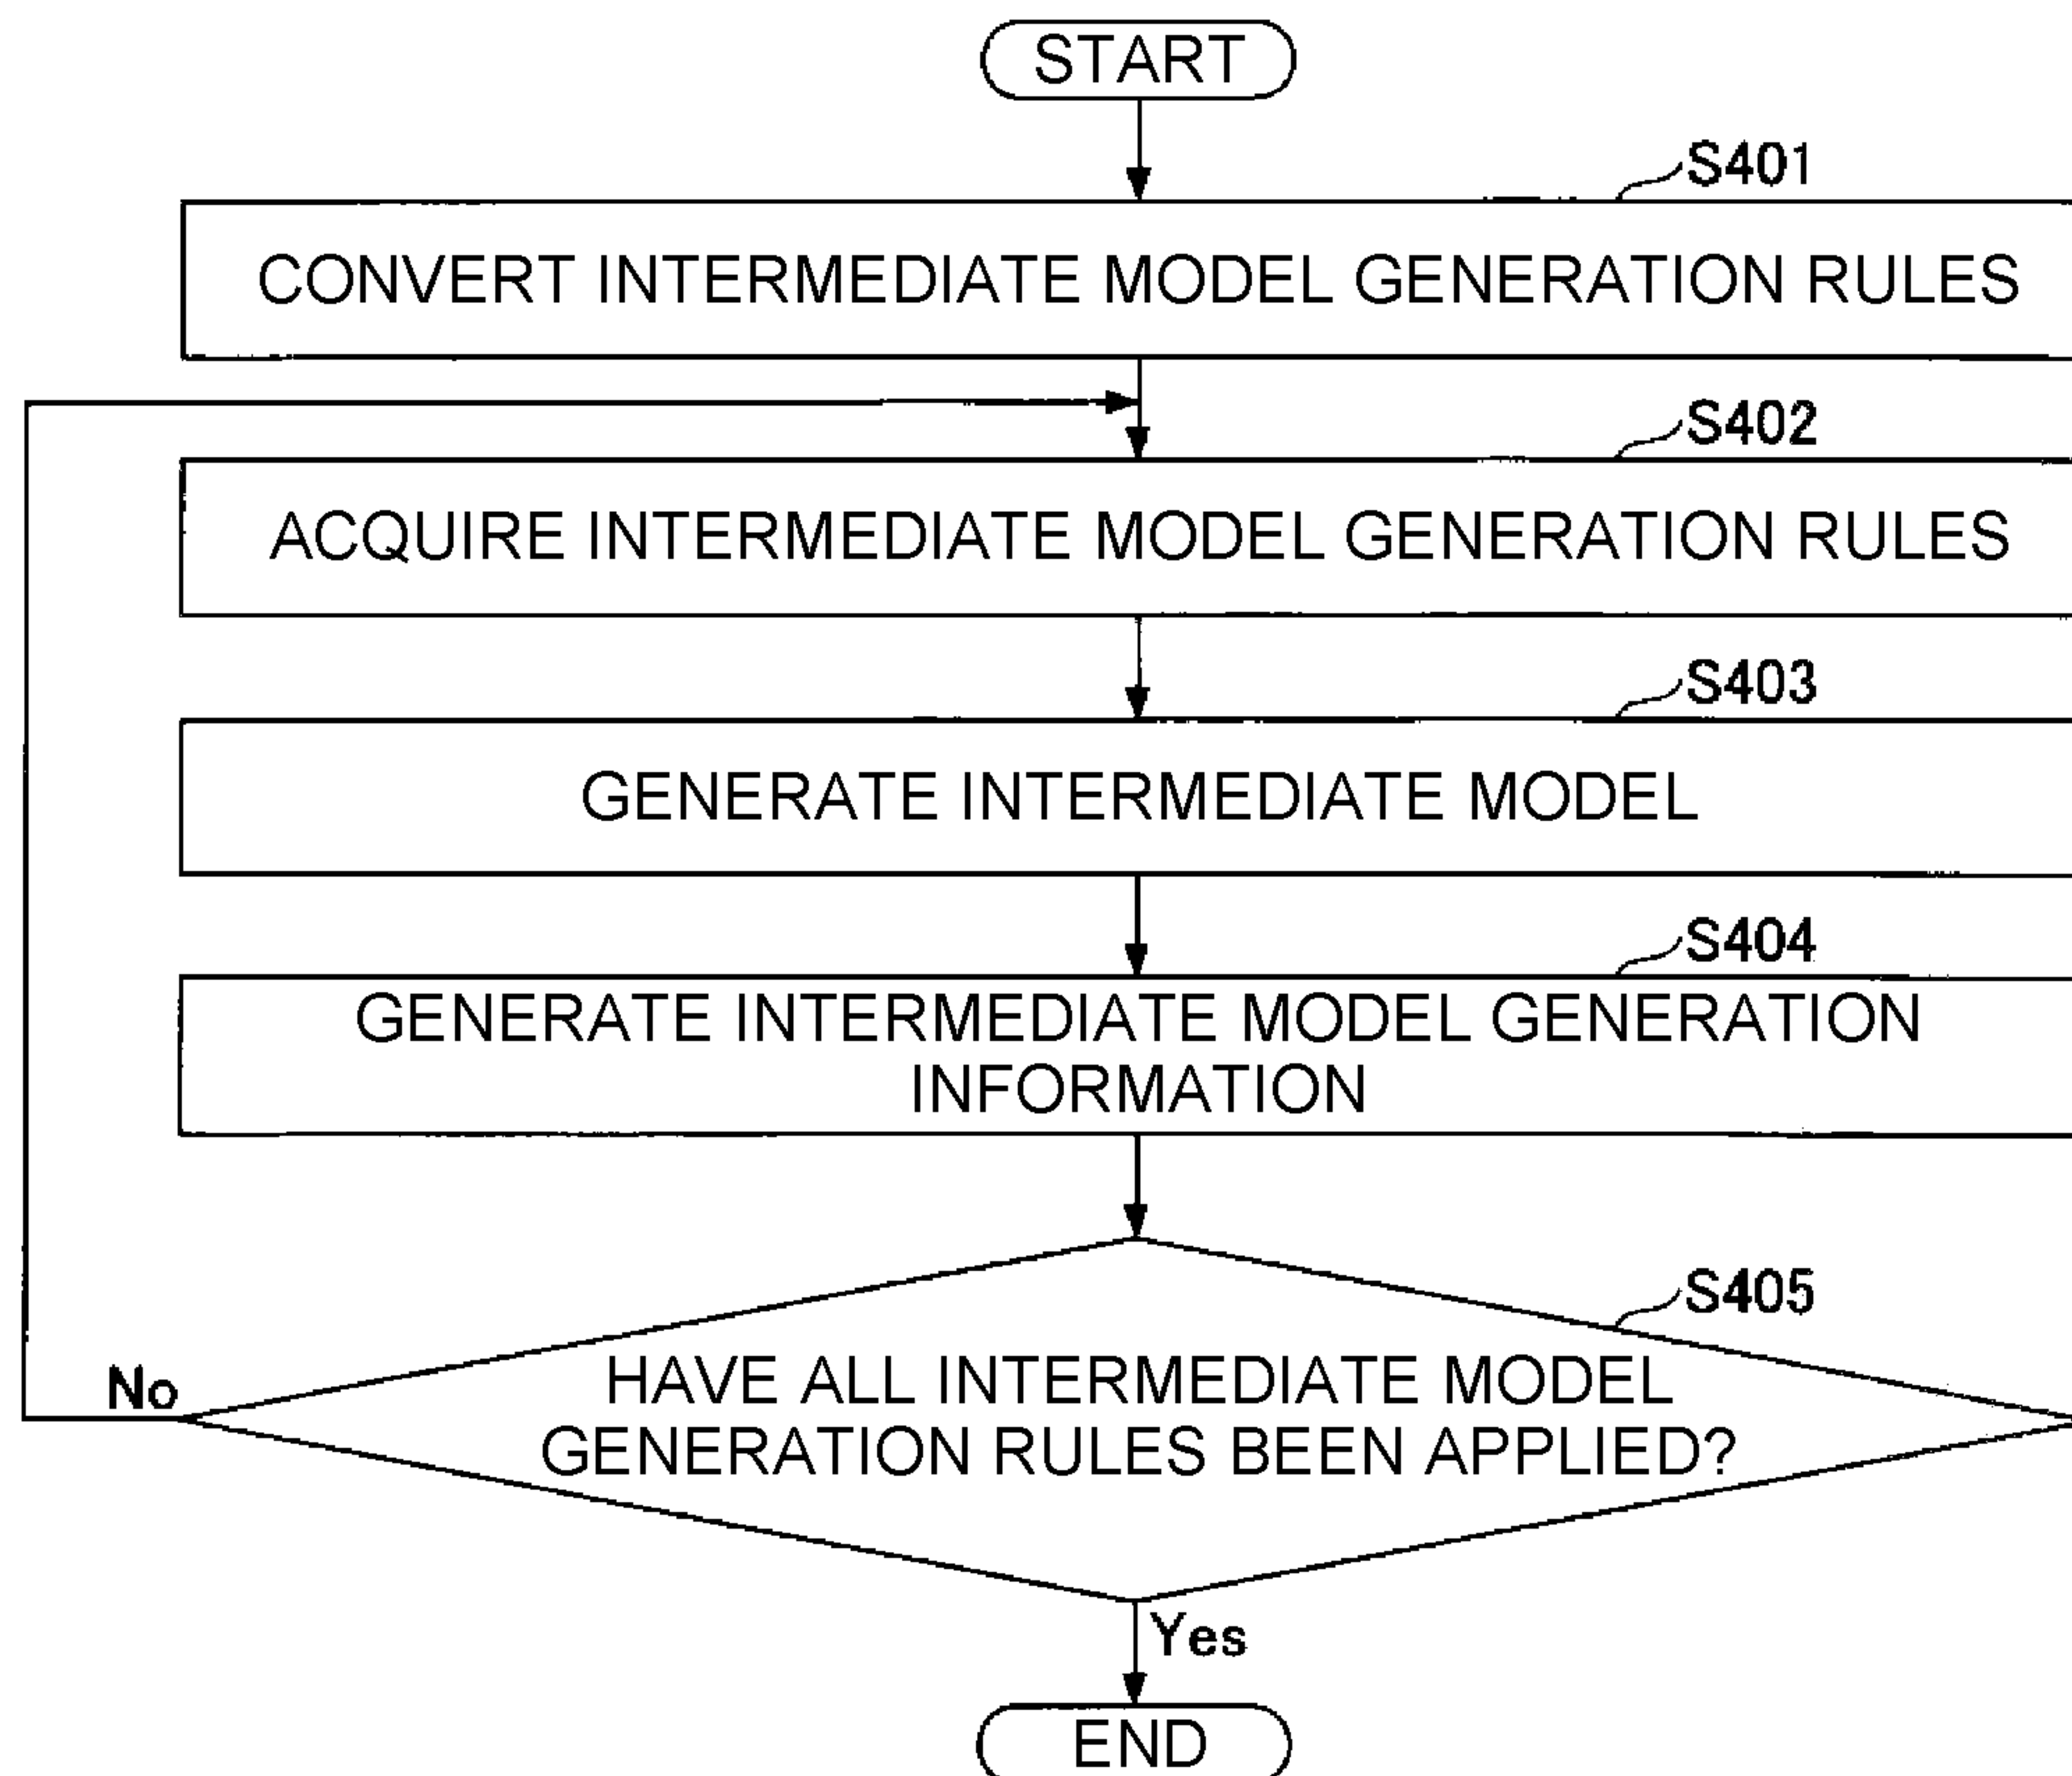 START
S401
CONVERT INTERMEDIATE MODEL GENERATION RULES
S402
ACQUIRE INTERMEDIATE MODEL GENERATION RULES
S403
GENERATE INTERMEDIATE MODEL
S404
GENERATE INTERMEDIATE MODEL GENERATION
INFORMATION
S405
HAVE ALL INTERMEDIATE MODEL
GENERATION RULES BEEN APPLIED?
No
Yes
END